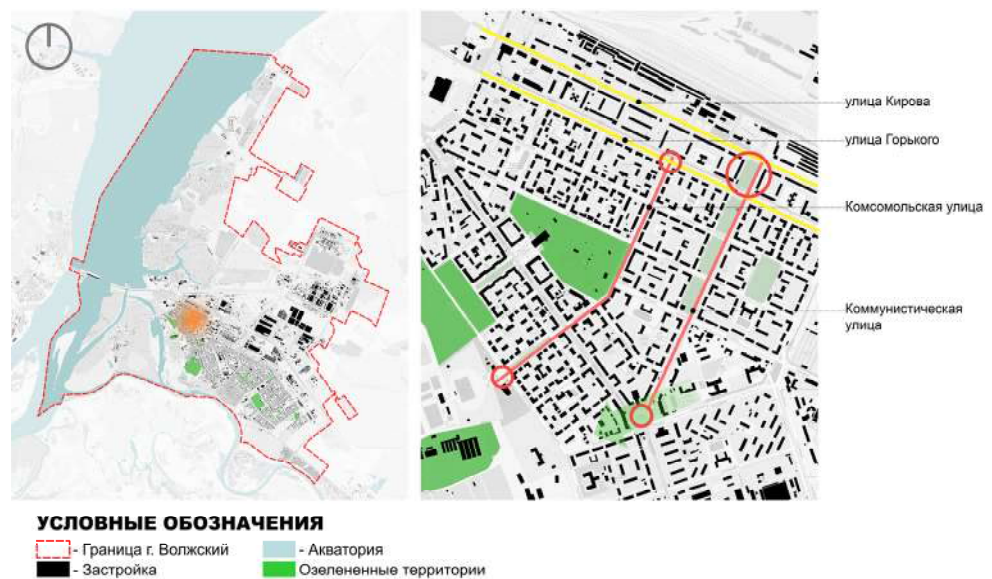 улица Кирова
улица Горького
Комсомольская улица
Коммунистическая
улица
УСЛОВНЫЕ ОБОЗНАЧЕНИЯ
- Граница г. Волжский
- Акватория
- Застройка
Озелененные территории